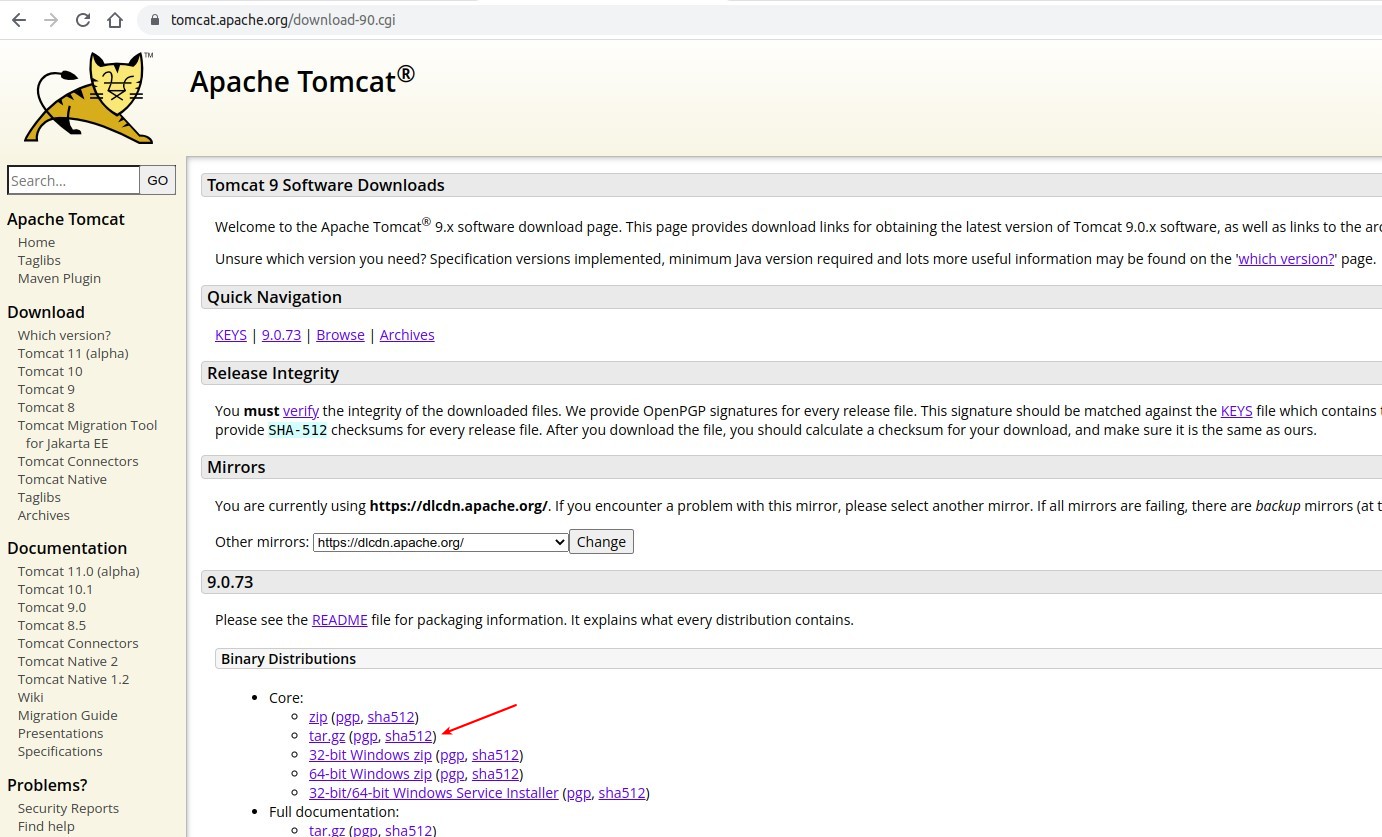 tomcat.apache.org/download-90.cgi
TM
Apache Tomcat®
Search...
GO
Apache Tomcat
Home
Taglibs
Maven Plugin
Download
Which version?
Tomcat 11 (alpha)
Tomcat 10
Tomcat 9
Tomcat 8
Tomcat Migration Tool
for Jakarta EE
Tomcat Connectors
Tomcat Native
Taglibs
Archives
Documentation
Tomcat 11.0 (alpha)
Tomcat 10.1
Tomcat 9.0
Tomcat 8.5
Tomcat Connectors
Tomcat Native 2
Tomcat Native 1.2
Wiki
Migration Guide
Presentations
Specifications
Problems?
Security Reports
Find help
Tomcat 9 Software Downloads
Welcome to the Apache Tomcat® 9.x software download page. This page provides download links for obtaining the latest version of Tomcat 9.0.x software, as well as links to the arc
Unsure which version you need? Specification versions implemented, minimum Java version required and lots more useful information may be found on the 'which version?' page.
Quick Navigation
KEYS | 9.0.73 | Browse | Archives
Release Integrity
You must verify the integrity of the downloaded files. We provide OpenPGP signatures for every release file. This signature should be matched against the KEYS file which contains t
provide SHA-512 checksums for every release file. After you download the file, you should calculate a checksum for your download, and make sure it is the same as ours.
Mirrors
You are currently using https://dlcdn.apache.org/. If you encounter a problem with this mirror, please select another mirror. If all mirrors are failing, there are backup mirrors (at t
Other mirrors: https://dlcdn.apache.org/ Change
9.0.73
Please see the README file for packaging information. It explains what every distribution contains.
Binary Distributions
• Core:
zip (pgp, sha512)
tar.gz (pgp, sha512)
32-bit Windows zip (pgp, sha512)
64-bit Windows zip (pgp, sha512)
32-bit/64-bit Windows Service Installer (pgp, sha512)
• Full documentation:
tar.gz (pgp, sha512)